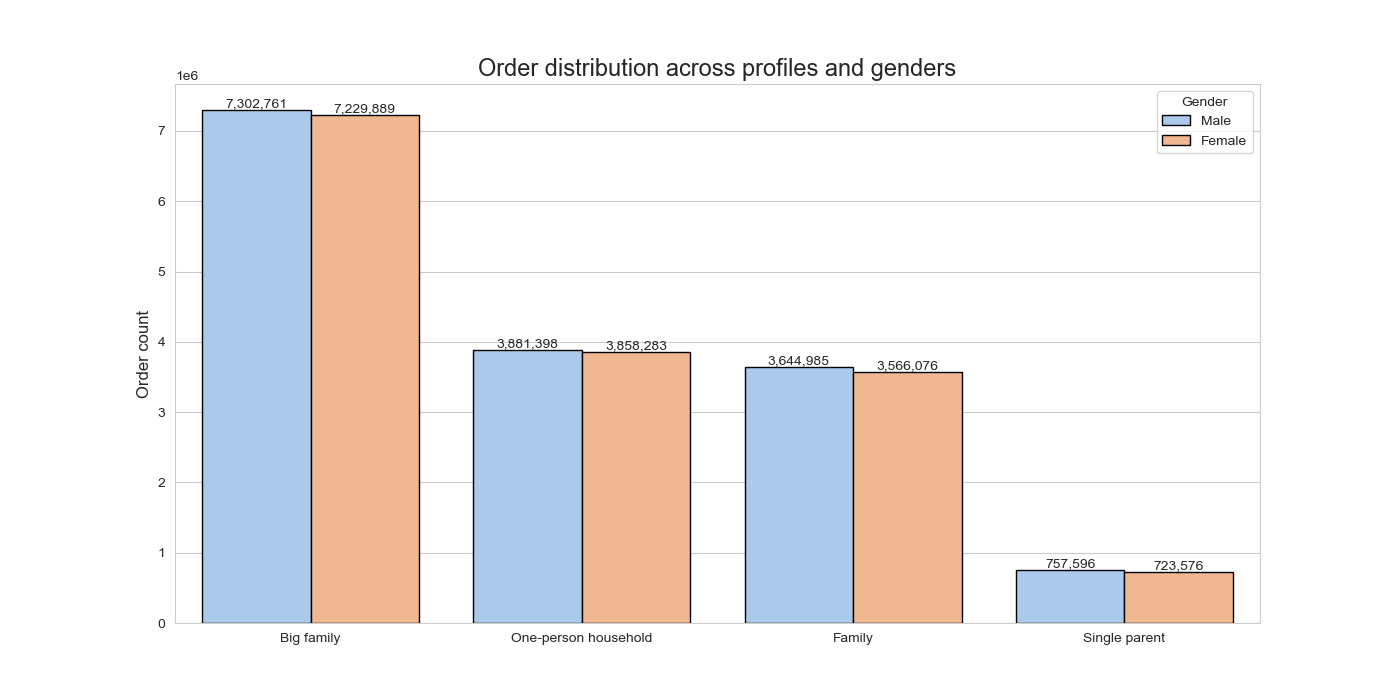 Order distribution across profiles and genders
1e6
7,302,761
7,229,889
3,881,398
3,858,283
3,644,985
3,566,076
757,596
723,576
Gender
Male
Female
Order count
7
6
5
4
3
2
1
0
Big family
One-person household
Family
Single parent